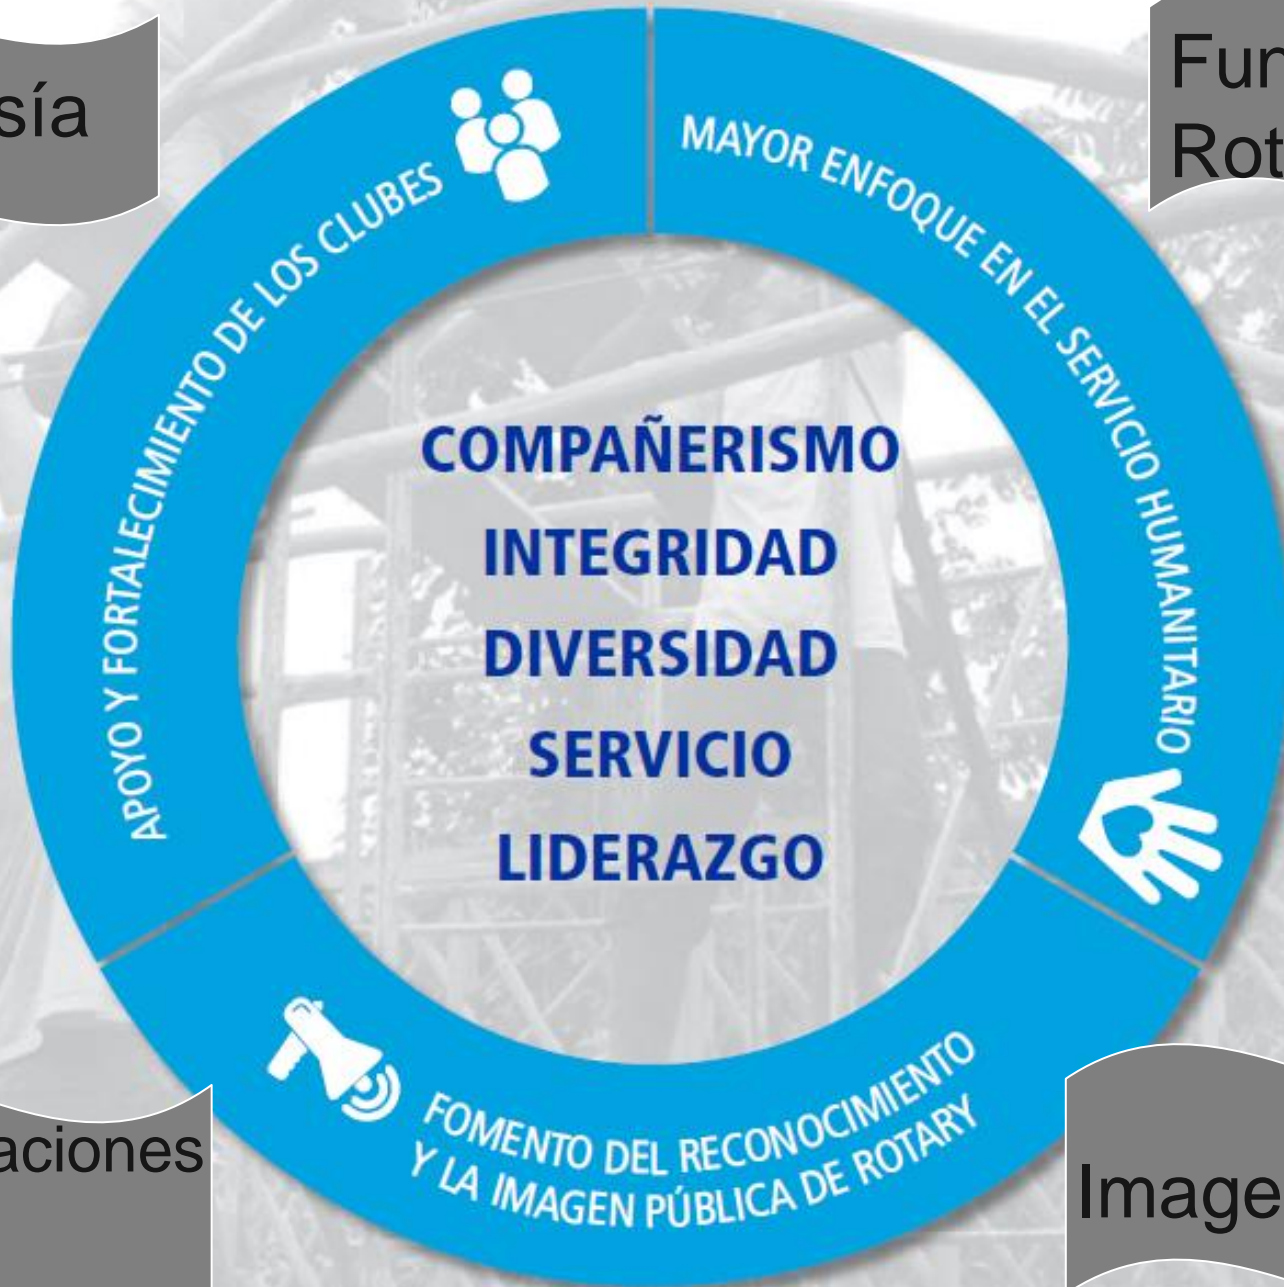 sía
Fun
Rot
APOYO Y FORTALECIMIENTO DE LOS CLUBES
MAYOR ENFOQUE EN EL SERVICIO HUMANITARIO
COMPAÑERISMO
INTEGRIDAD
DIVERSIDAD
SERVICIO
LIDERAZGO
FOMENTO DEL RECONOCIMIENTO
Y LA IMAGEN PÚBLICA DE ROTARY
aciones
Image